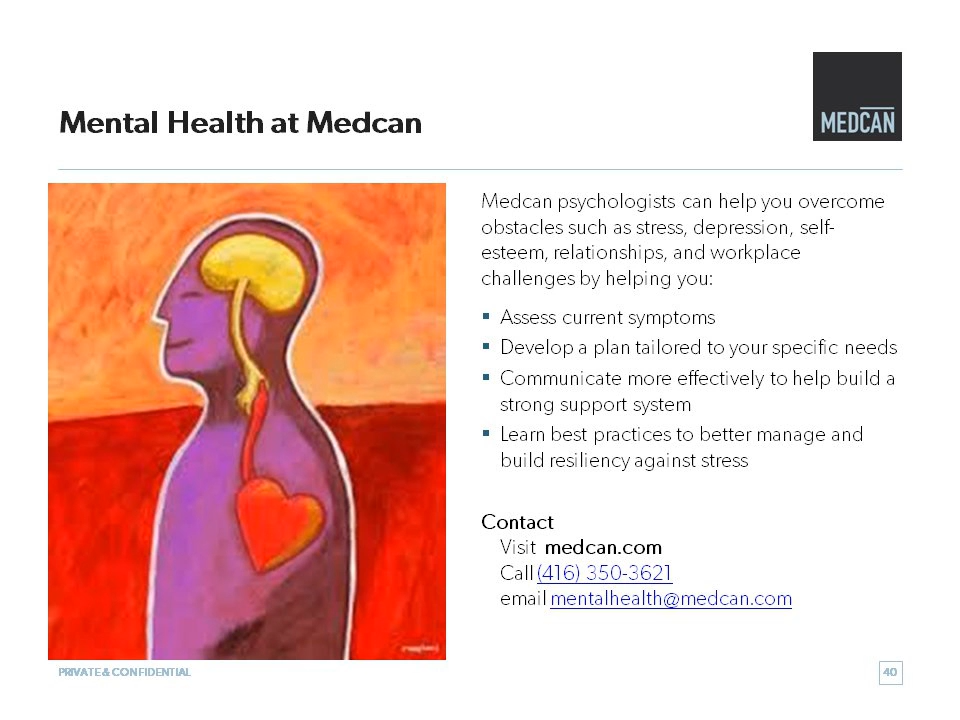 Mental Health at Medcan
MEDCAN
Medcan psychologists can help you overcome
obstacles such as stress, depression, self-
esteem, relationships, and workplace
challenges by helping you:
▪ Assess current symptoms
▪ Develop a plan tailored to your specific needs
▪ Communicate more effectively to help build a
strong support system
▪ Learn best practices to better manage and
build resiliency against stress
Contact
Visit medcan.com
Call (416) 350-3621
email mentalhealth@medcan.com
PRIVATE & CONFIDENTIAL
40